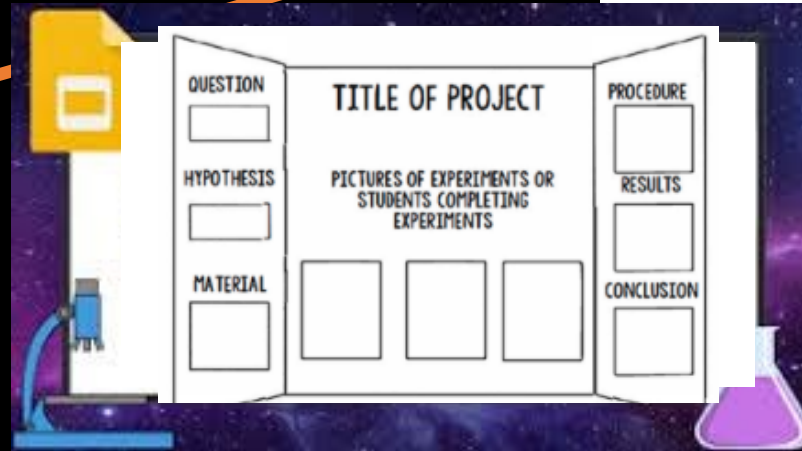 QUESTION
HYPOTHESIS
MATERIAL
TITLE OF PROJECT
PICTURES OF EXPERIMENTS OR
STUDENTS COMPLETING
EXPERIMENTS
PROCEDURE
RESULTS
CONCLUSION